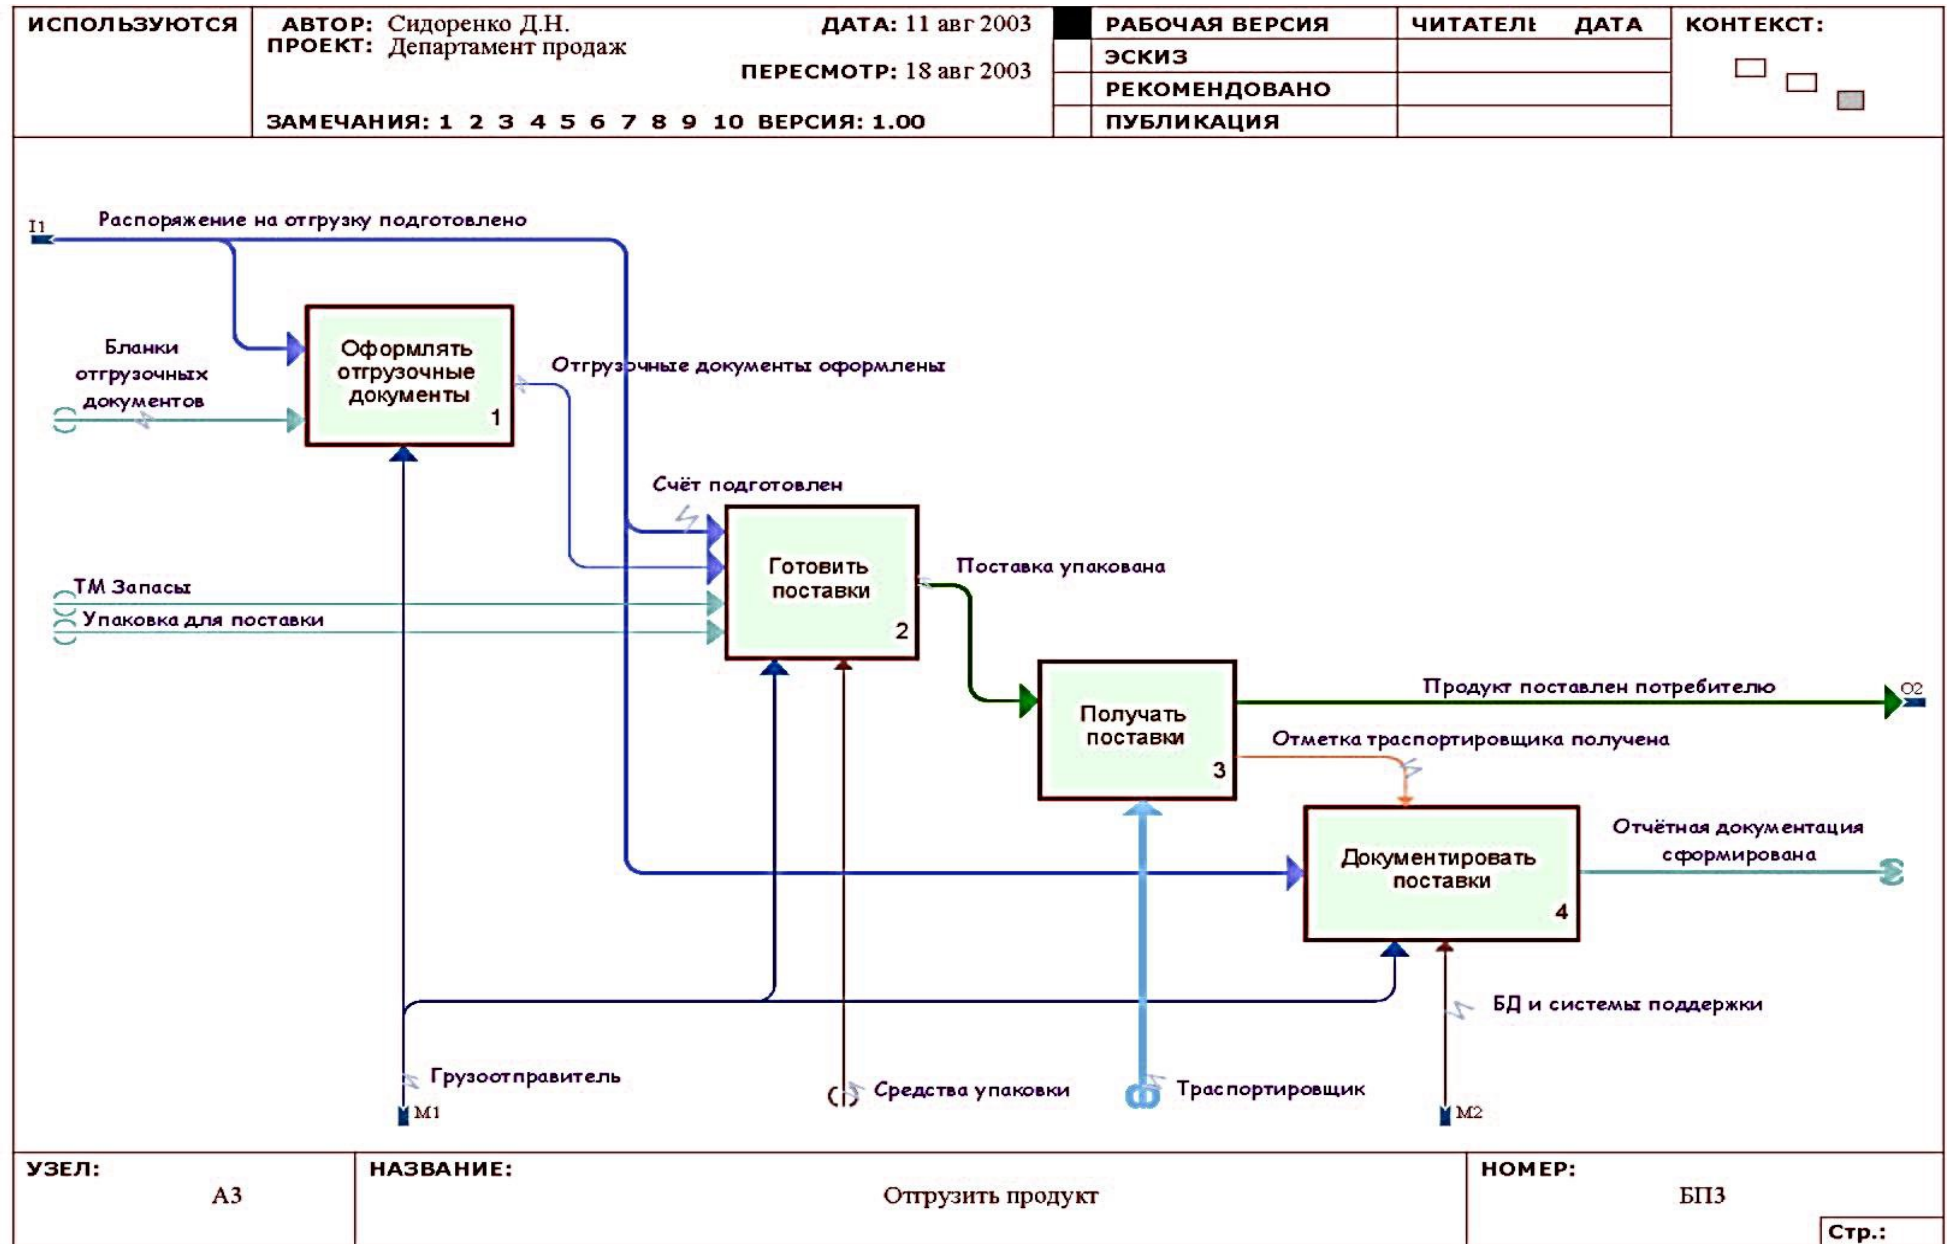 ИСПОЛЬЗУЮТСЯ
АВТОР: Сидоренко Д.Н.
ПРОЕКТ: Департамент продаж
ДАТА: 11 авг 2003
ПЕРЕСМОТР: 18 авг 2003
ЗАМЕЧАНИЯ: 1 2 3 4 5 6 7 8 9 10 ВЕРСИЯ: 1.00
РАБОЧАЯ ВЕРСИЯ
ЭСКИЗ
РЕКОМЕНДОВАНО
ПУБЛИКАЦИЯ
ЧИТАТЕЛЬ ДАТА
КОНТЕКСТ:
I1
Распоряжение на отгрузку подготовлено
Бланки
отгрузочных
документов
Оформлять
отгрузочные
документы
1
Отгрузочные документы оформлены
Счёт подготовлен
ТМ Запасы
Упаковка для поставки
Готовить
поставки
2
Поставка упакована
Получать
поставки
3
Продукт поставлен потребителю
O2
Отметка траспортировщика получена
Документировать
поставки
4
Отчётная документация
сформирована
БД и системы поддержки
Грузоотправитель
M1
Средства упаковки
Траспортировщик
M2
УЗЕЛ:
А3
НАЗВАНИЕ:
Отгрузить продукт
НОМЕР:
БП3
Стр.: